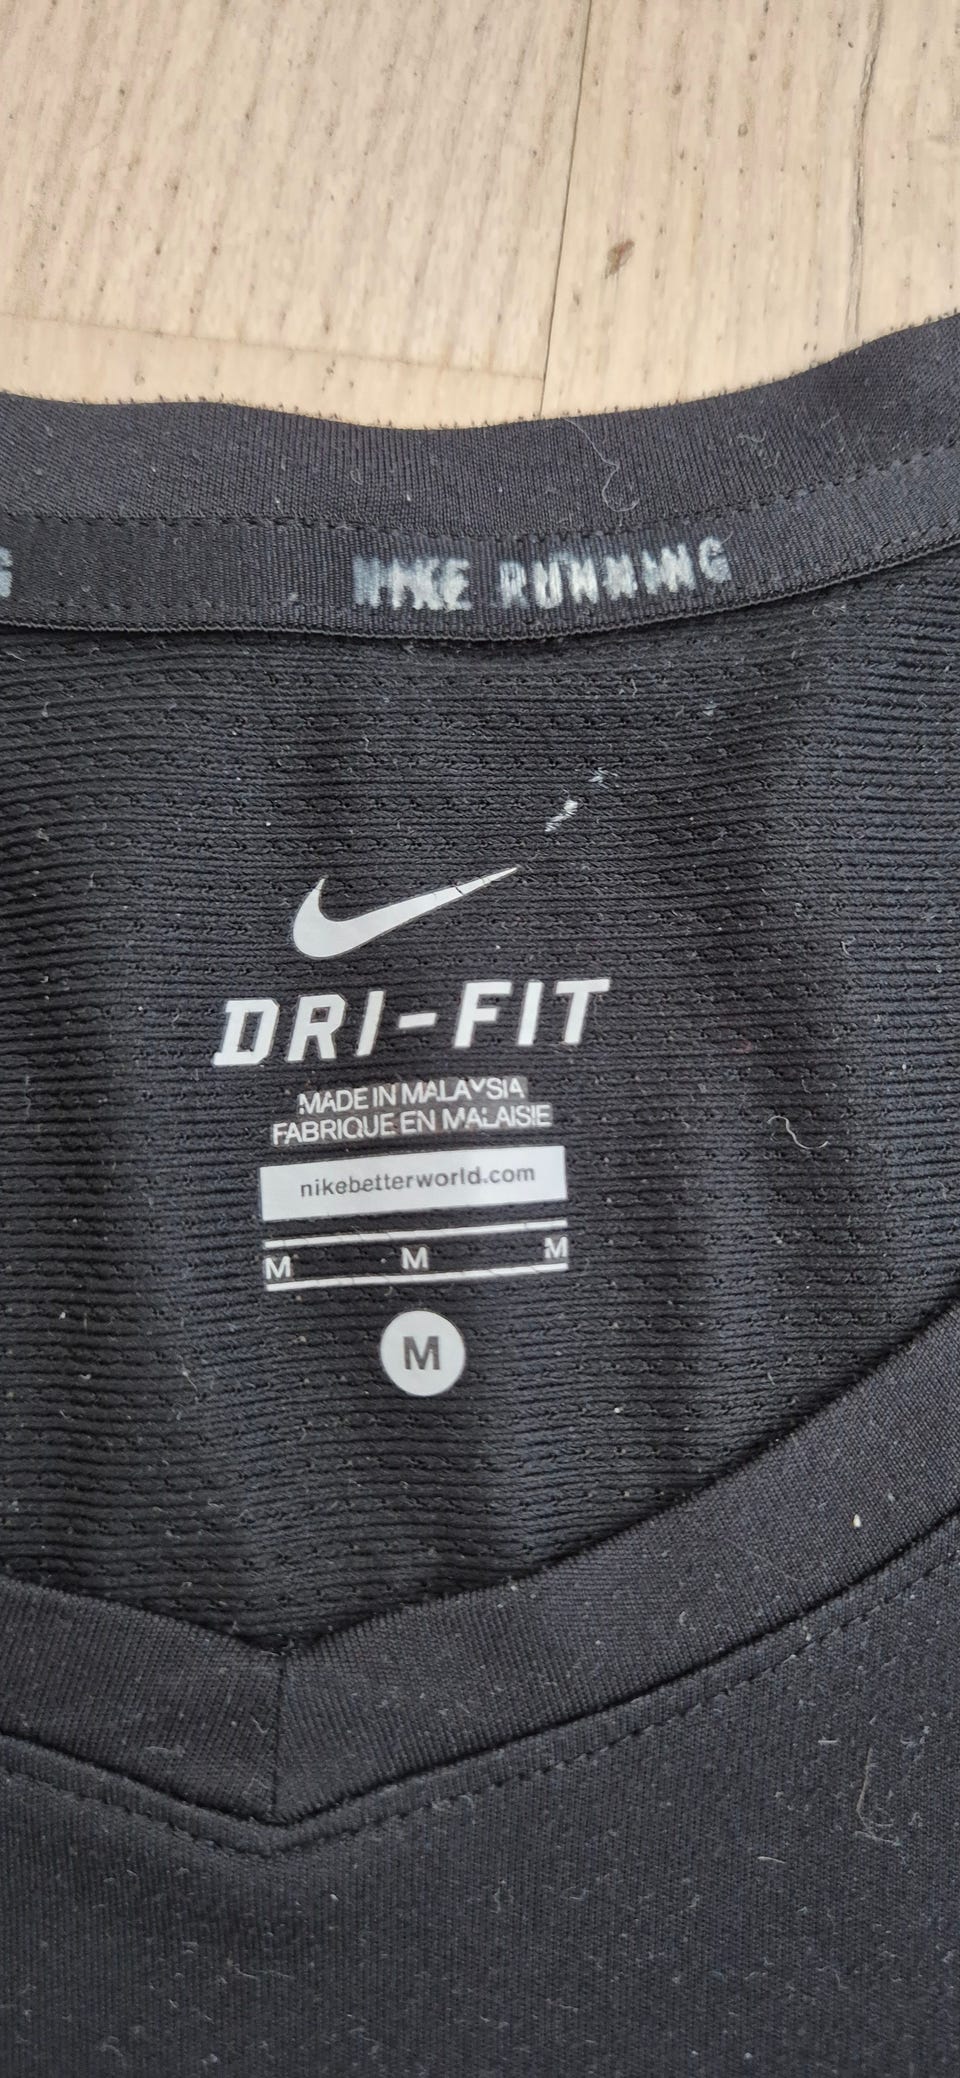 NIKE RUNNING
DRI-FIT
MADE IN MALAYSIA
FABRIQUE EN MALAISIE
nikebetterworld.com
M M M
M